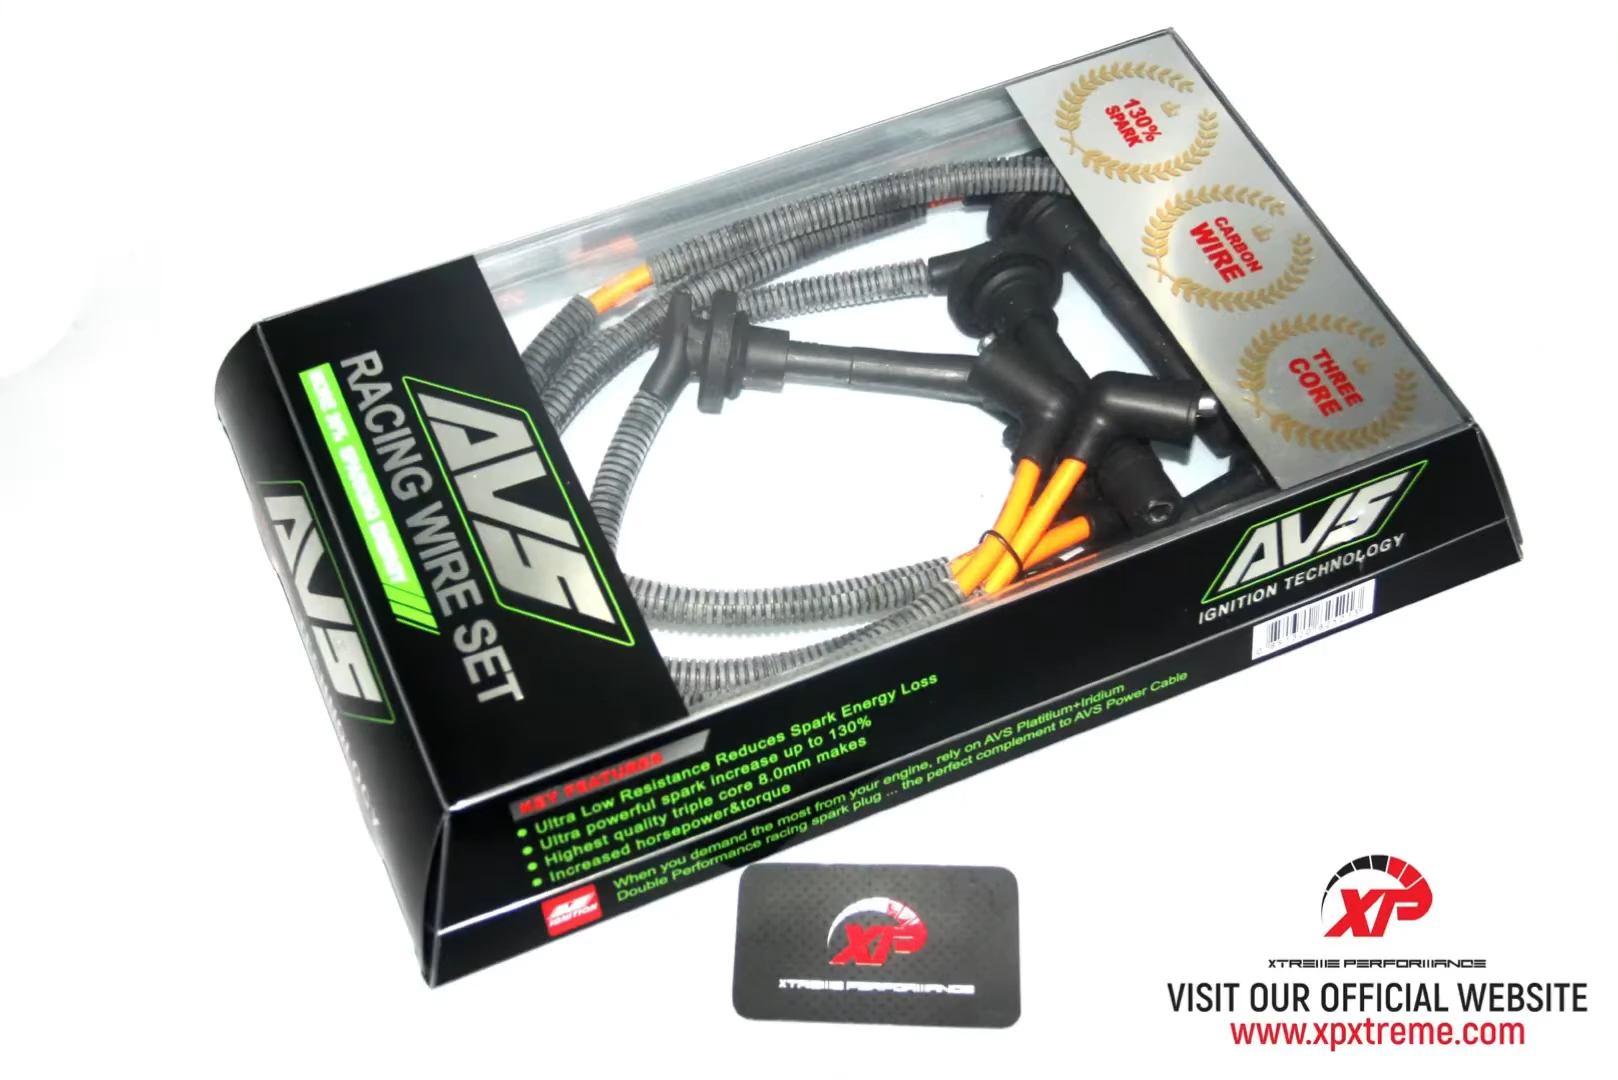 130%
SPARK
CARBON
WIRE
THREE
CORE
AVS
RACING WIRE SET
AVS
AVS
IGNITION TECHNOLOGY
KEY FEATURES
• Ultra Low Resistance Reduces Spark Energy Loss
• Ultra powerful spark increase up to 130%
• Highest quality triple core 8.0mm makes
• Increased horsepower&torque
When you demand the most from your engine, rely on AVS Platitium+Iridium
Double Performance racing spark plug ... the perfect complement to AVS Power Cable
AVS
IGNITION
XP
XTREME PERFORMANCE
XP
XTREME PERFORMANCE
VISIT OUR OFFICIAL WEBSITE
www.xpxtreme.com